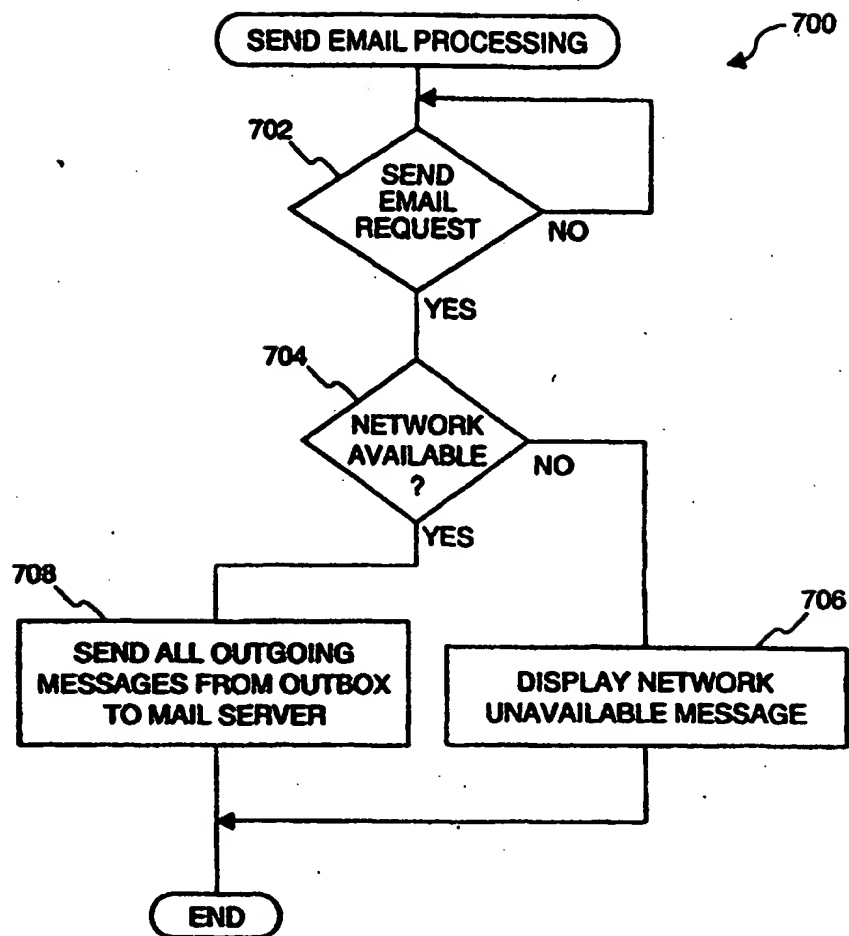 SEND EMAIL PROCESSING
700
702
SEND
EMAIL
REQUEST
NO
YES
704
NETWORK
AVAILABLE
?
NO
YES
708
SEND ALL OUTGOING
MESSAGES FROM OUTBOX
TO MAIL SERVER
706
DISPLAY NETWORK
UNAVAILABLE MESSAGE
END